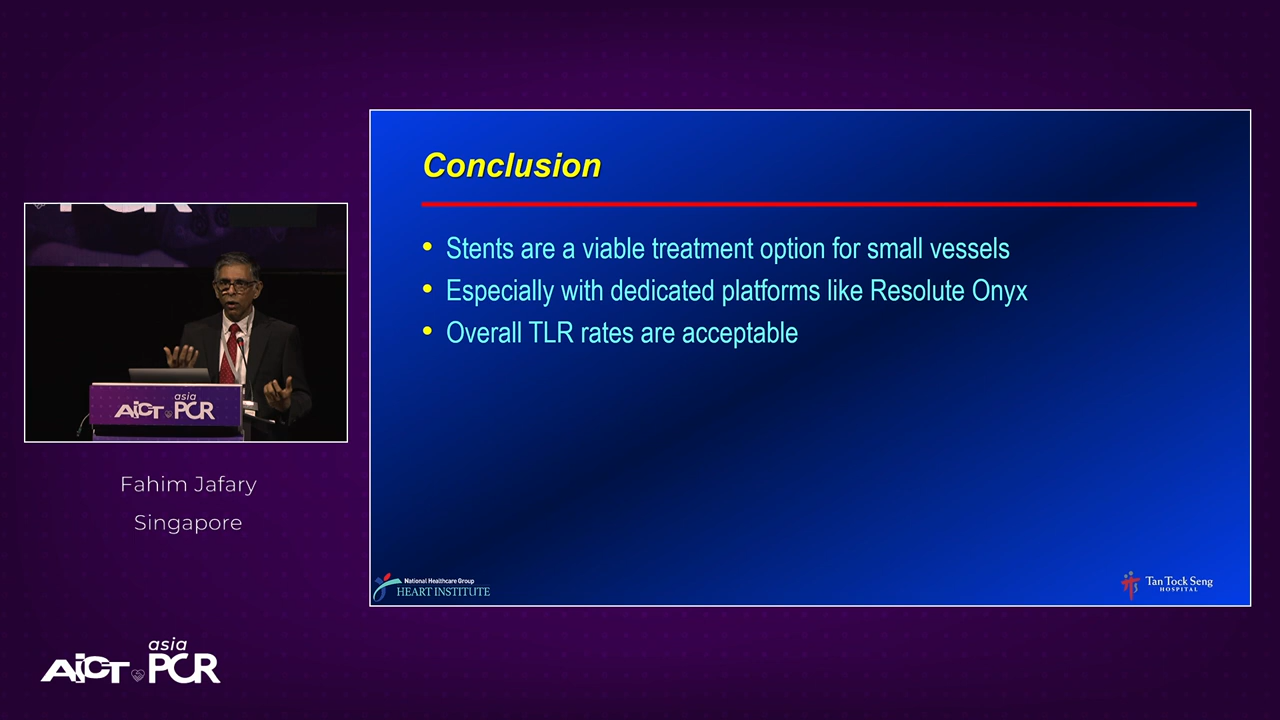 Conclusion
• Stents are a viable treatment option for small vessels
• Especially with dedicated platforms like Resolute Onyx
• Overall TLR rates are acceptable
PCR
asia
AICT PCR
Fahim Jafary
Singapore
National Healthcare Group
HEART INSTITUTE
Tan Tock Seng
HOSPITAL
asia
AICT PCR